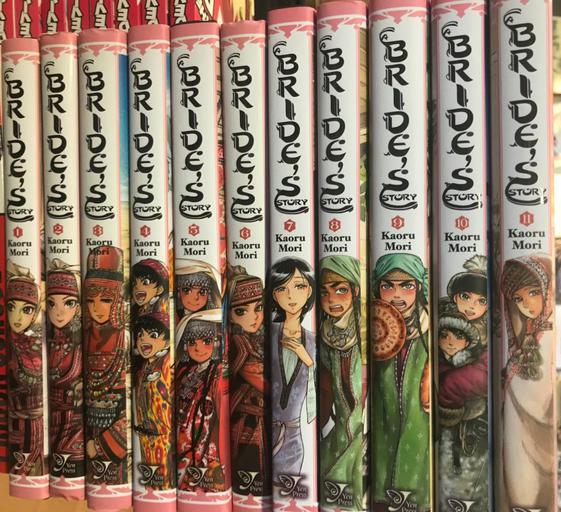 A
BRIDE'S
STORY
1
Kaoru
Mori
Yen
Press
A
BRIDE'S
STORY
2
Kaoru
Mori
A
BRIDE'S
STORY
3
Kaoru
Mori
Yen
Press
A
BRIDE'S
STORY
4
Kaoru
Mori
Yen
Press
A
BRIDE'S
STORY
5
Kaoru
Mori
Yen
Press
A
BRIDE'S
STORY
6
Kaoru
Mori
Yen
Press
A
BRIDE'S
STORY
7
Kaoru
Mori
Yen
Press
A
BRIDE'S
STORY
8
Kaoru
Mori
Yen
Press
A
BRIDE'S
STORY
9
Kaoru
Mori
Yen
Press
A
BRIDE'S
STORY
10
Kaoru
Mori
A
BRIDE'S
STORY
11
Kaoru
Mori